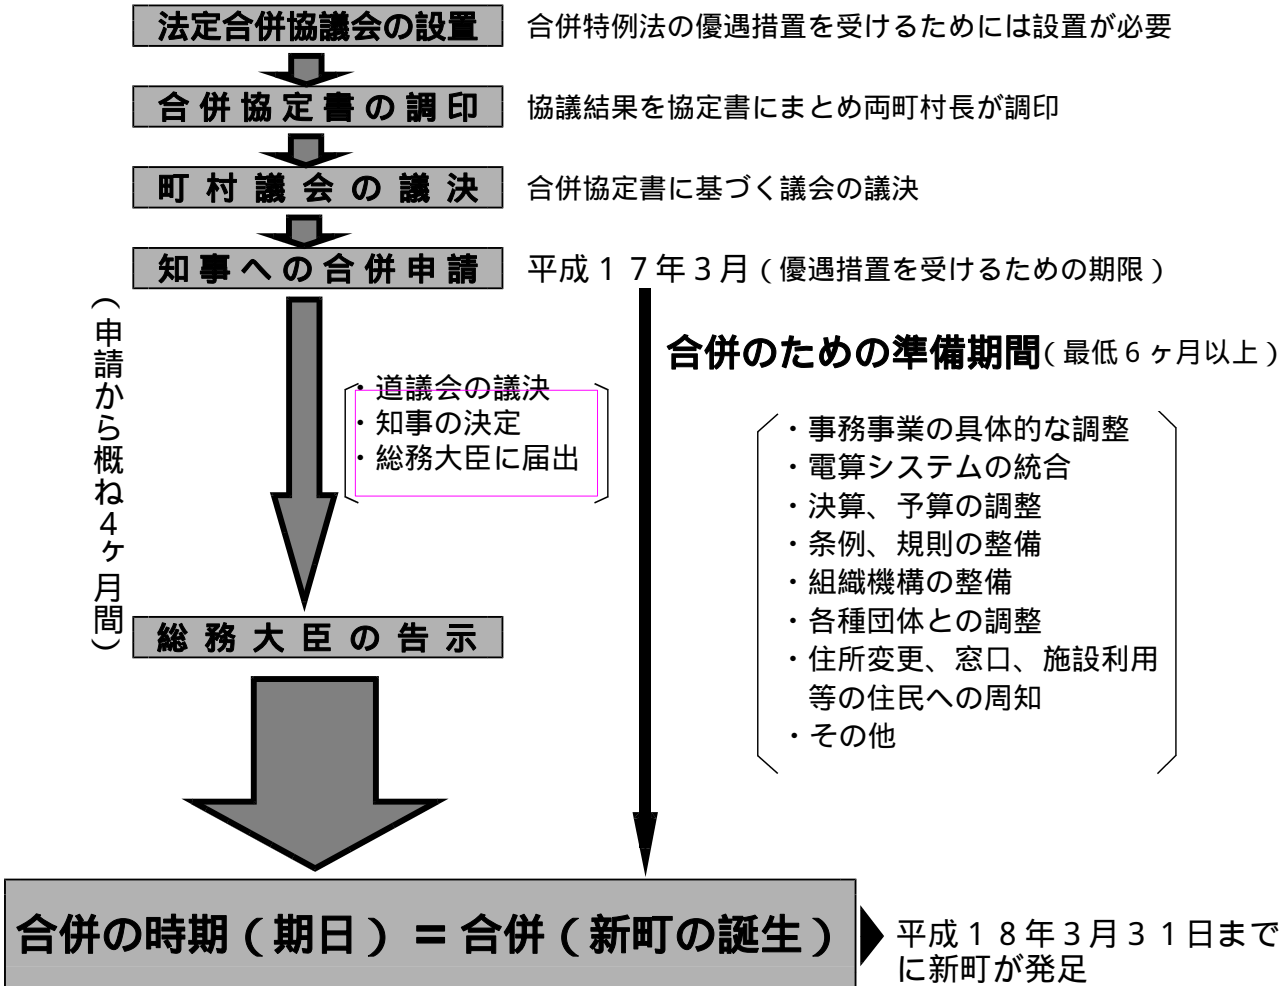 法定合併協議会の設置
合併特例法の優遇措置を受けるためには設置が必要
合併協定書の調印
協議結果を協定書にまとめ両町村長が調印
町村議会の議決
合併協定書に基づく議会の議決
知事への合併申請
平成１７年３月（優遇措置を受けるための期限）
（申請から概ね４ヶ月間）
・道議会の議決
・知事の決定
・総務大臣に届出
合併のための準備期間（最低６ヶ月以上）
・事務事業の具体的な調整
・電算システムの統合
・決算、予算の調整
・条例、規則の整備
・組織機構の整備
・各種団体との調整
・住所変更、窓口、施設利用
等の住民への周知
・その他
総務大臣の告示
合併の時期（期日）＝合併（新町の誕生）
平成１８年３月３１日まで
に新町が発足